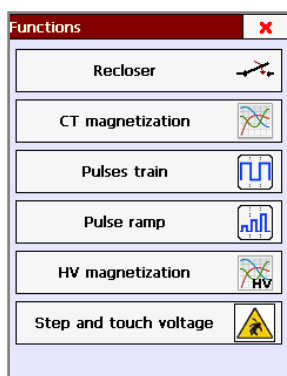 Functions
Recloser
CT magnetization
Pulses train
Pulse ramp
HV magnetization
HV
Step and touch voltage